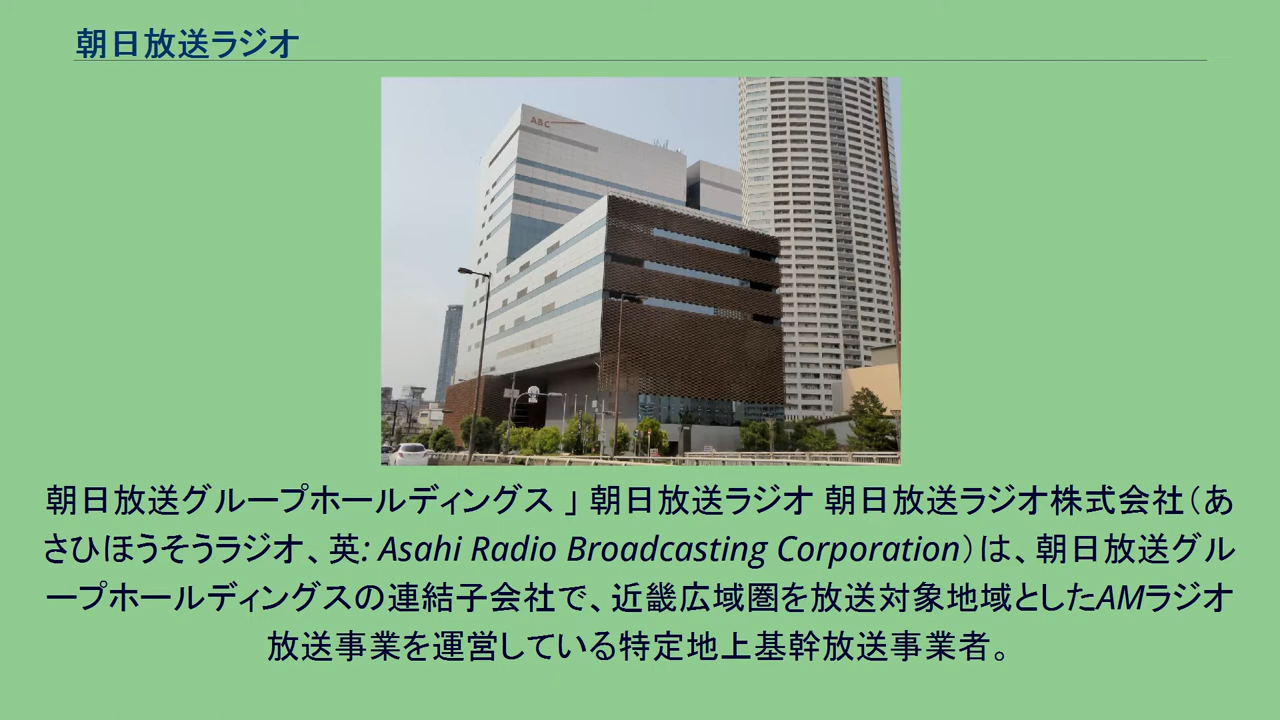 朝日放送ラジオ
ABC
朝日放送グループホールディングス 」 朝日放送ラジオ 朝日放送ラジオ株式会社（あ
さひほうそうラジオ、英: Asahi Radio Broadcasting Corporation）は、朝日放送グル
ープホールディングスの連結子会社で、近畿広域圏を放送対象地域としたAMラジオ
放送事業を運営している特定地上基幹放送事業者。